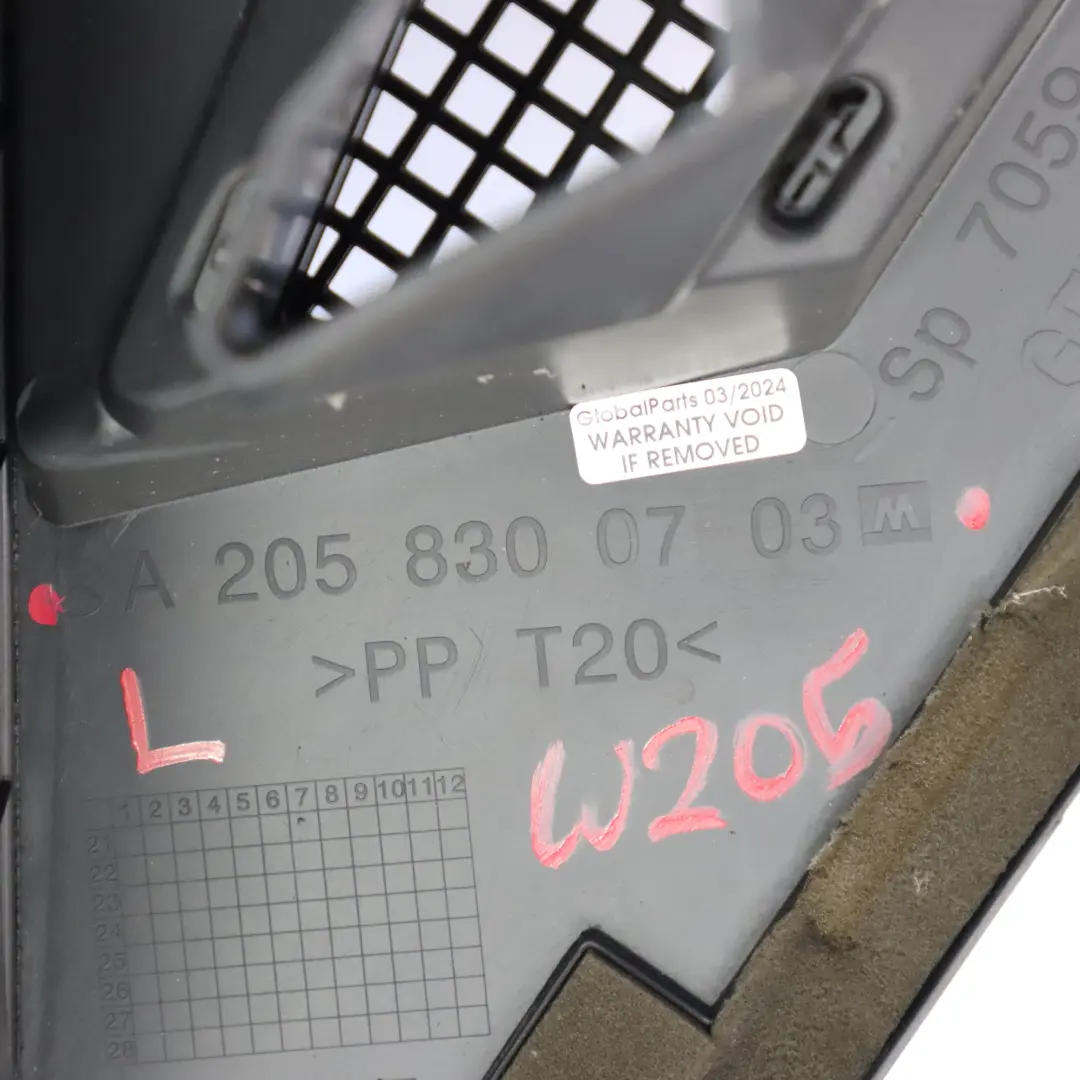 Sp 7059
GlobalParts 03/2024
WARRANTY VOID
IF REMOVED
A 205 830 07 03
>PP T20<
L
W205
1 2 3 4 5 6 7 8 9 10 11 12
21
22
23
24
25
26
27
28